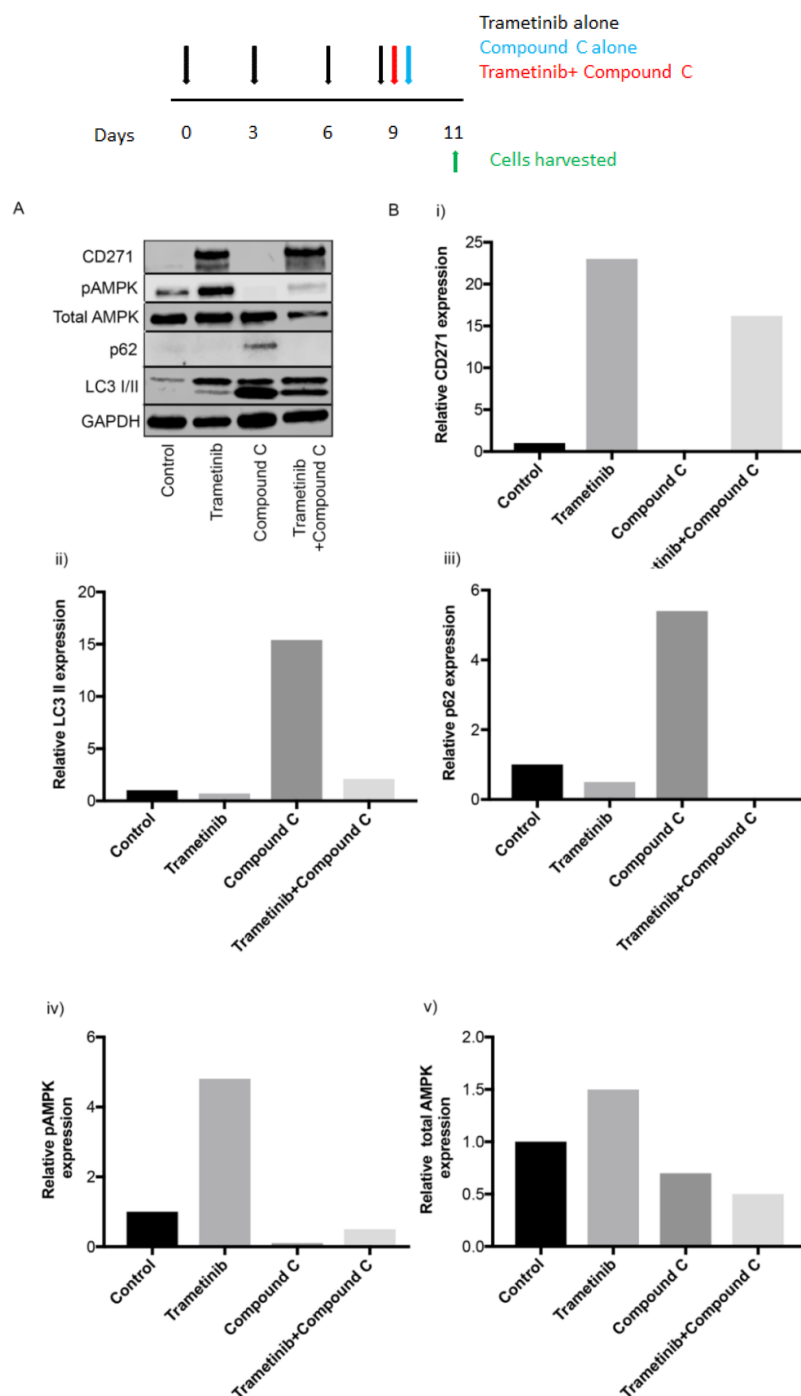 Trametinib alone
Compound C alone
Trametinib+ Compound C
Days 0 3 6 9 11
Cells harvested
A
CD271
pAMPK
Total AMPK
p62
LC3 I/II
GAPDH
Control
Trametinib
Compound C
Trametinib
+Compound C
B i)
Relative CD271 expression
25
20
15
10
5
0
Control
Trametinib
Compound C
tinib+Compound C
ii)
Relative LC3 II expression
20
15
10
5
0
Control
Trametinib
Compound C
Trametinib+Compound C
iii)
Relative p62 expression
6
4
2
0
Control
Trametinib
Compound C
Trametinib+Compound C
iv)
Relative pAMPK
expression
6
4
2
0
Control
Trametinib
Compound C
Trametinib+Compound C
v)
Relative total AMPK
expression
2.0
1.5
1.0
0.5
0.0
Control
Trametinib
Compound C
Trametinib+Compound C